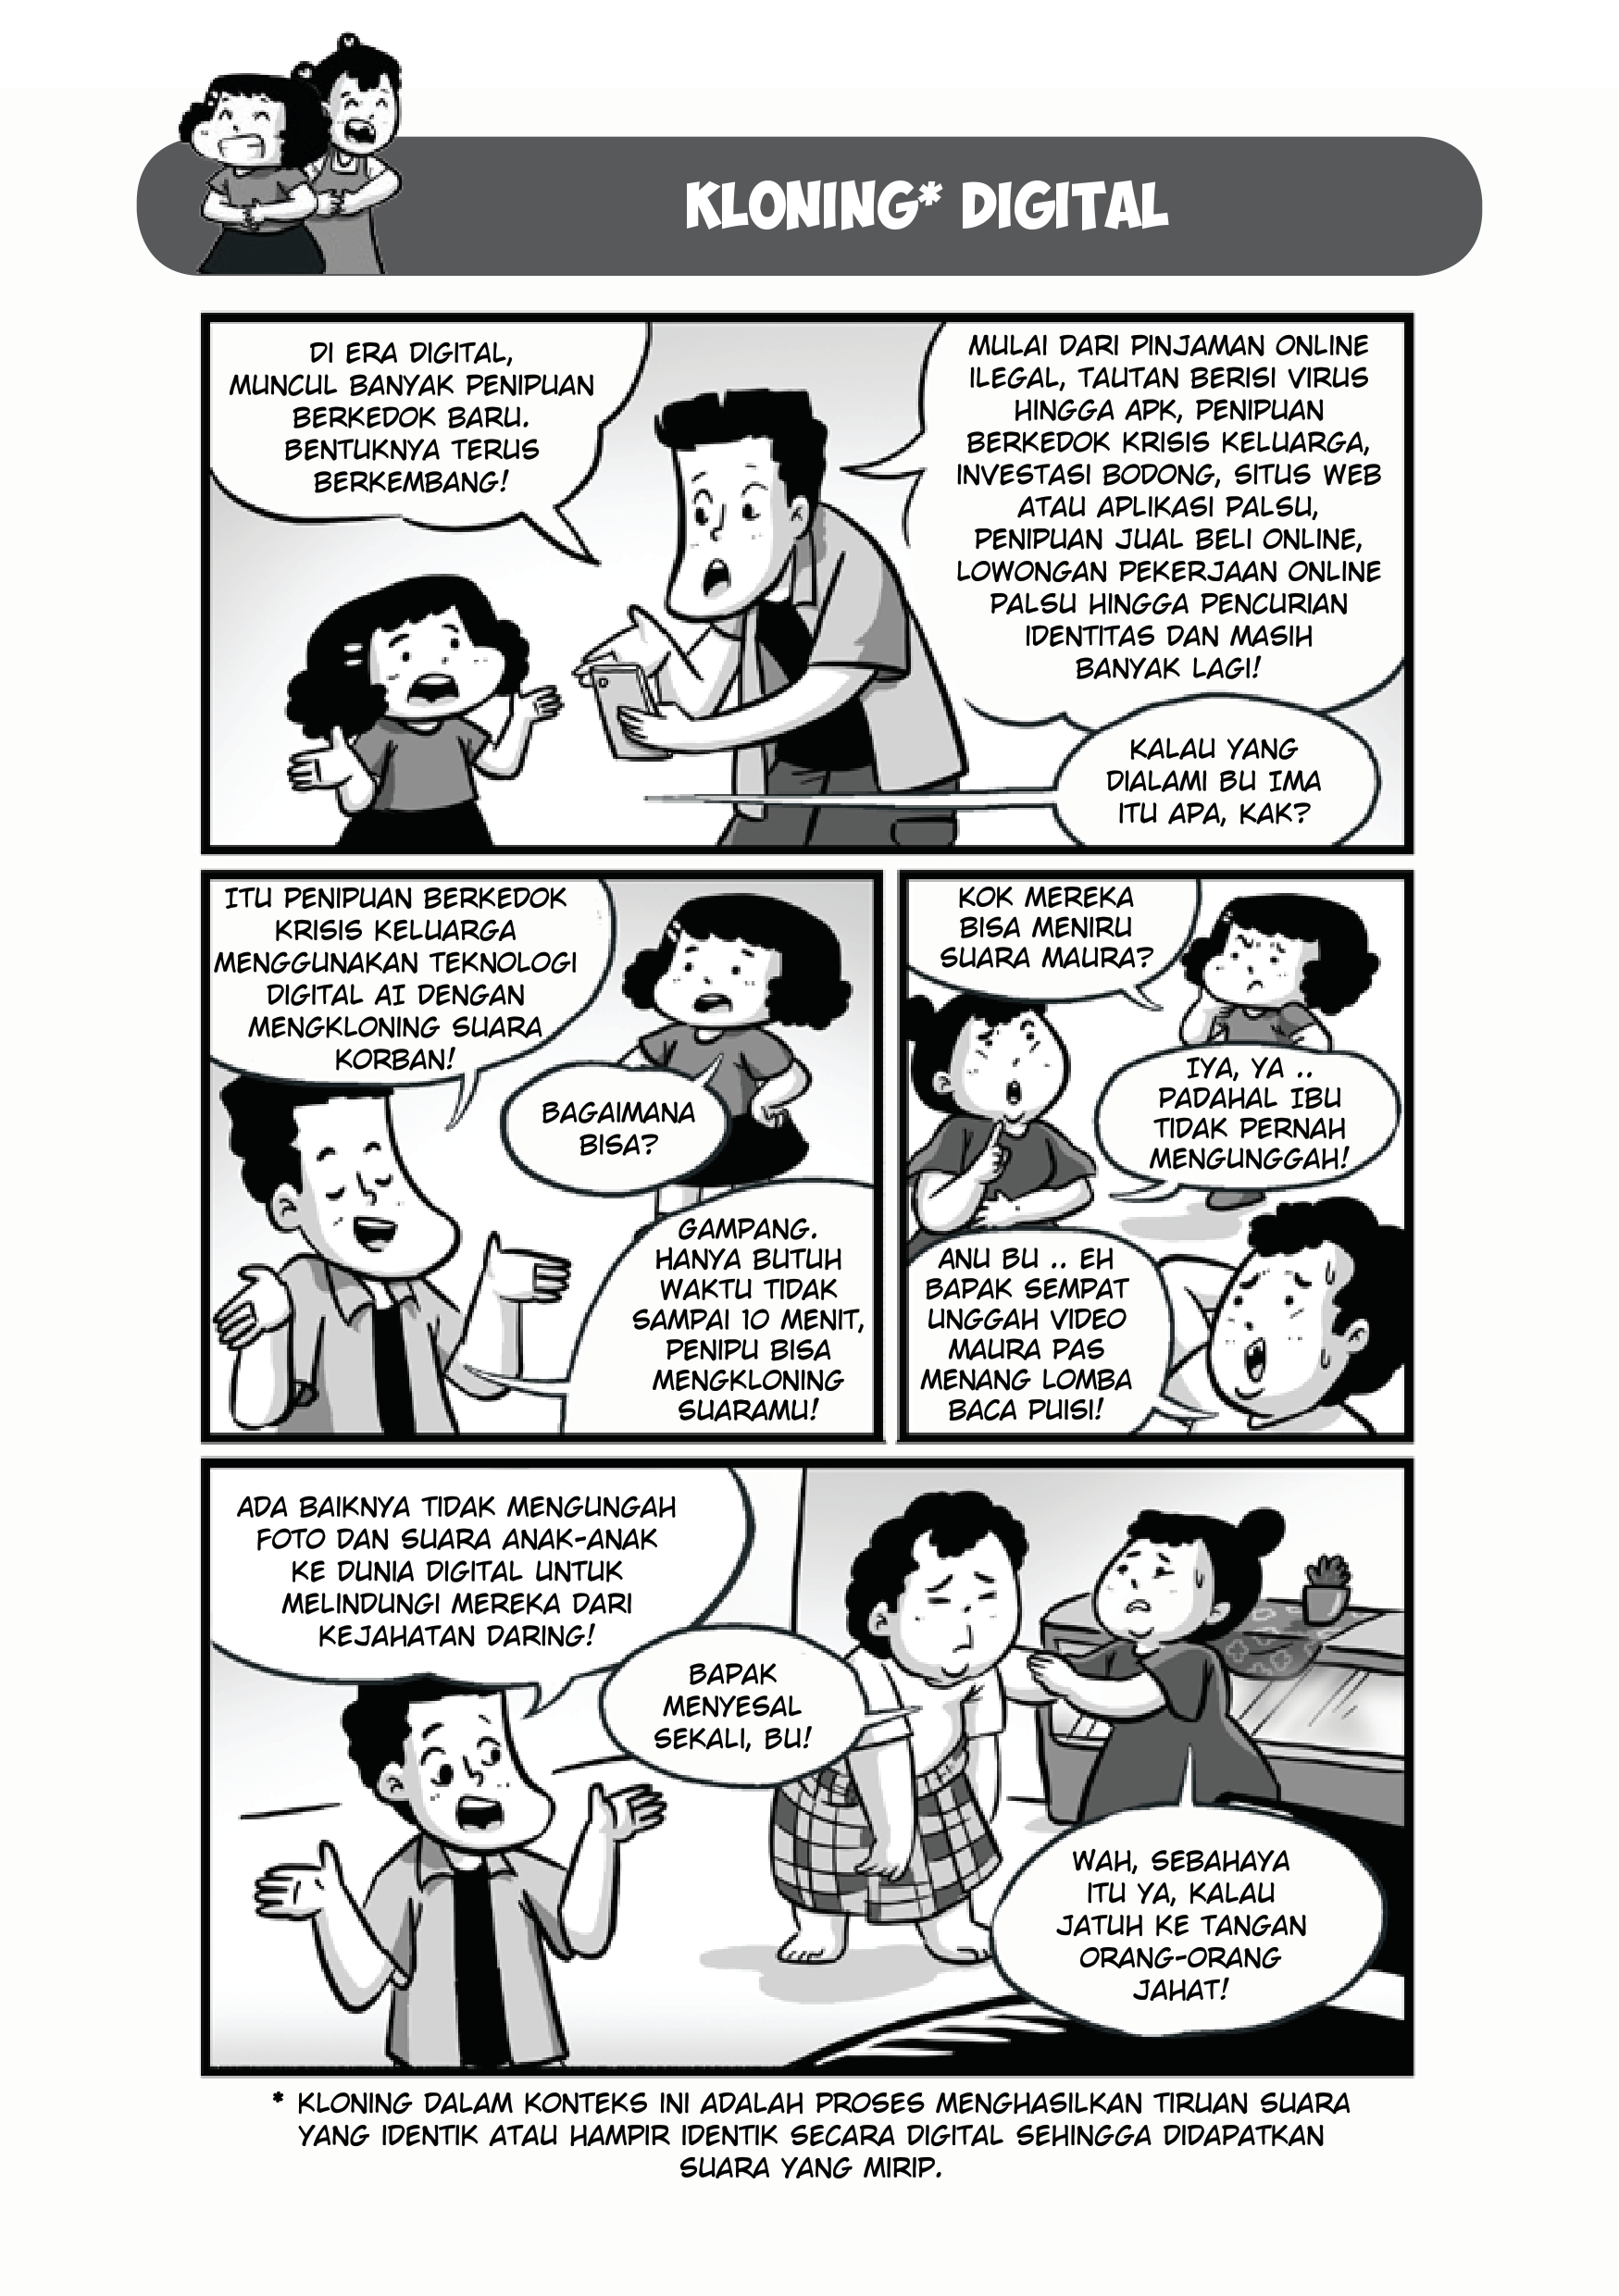 KLONING* DIGITAL
DI ERA DIGITAL,
MUNCUL BANYAK PENIPUAN
BERKEDOK BARU.
BENTUKNYA TERUS
BERKEMBANG!
MULAI DARI PINJAMAN ONLINE
ILEGAL, TAUTAN BERISI VIRUS
HINGGA APK, PENIPUAN
BERKEDOK KRISIS KELUARGA,
INVESTASI BODONG, SITUS WEB
ATAU APLIKASI PALSU,
PENIPUAN JUAL BELI ONLINE,
LOWONGAN PEKERJAAN ONLINE
PALSU HINGGA PENCURIAN
IDENTITAS DAN MASIH
BANYAK LAGI!
KALAU YANG
DIALAMI BU IMA
ITU APA, KAK?
ITU PENIPUAN BERKEDOK
KRISIS KELUARGA
MENGGUNAKAN TEKNOLOGI
DIGITAL AI DENGAN
MENGKLONING SUARA
KORBAN!
BAGAIMANA
BISA?
GAMPANG.
HANYA BUTUH
WAKTU TIDAK
SAMPAI 10 MENIT,
PENIPU BISA
MENGKLONING
SUARAMU!
KOK MEREKA
BISA MENIRU
SUARA MAURA?
IYA, YA ..
PADAHAL IBU
TIDAK PERNAH
MENGUNGGAH!
ANU BU .. EH
BAPAK SEMPAT
UNGGAH VIDEO
MAURA PAS
MENANG LOMBA
BACA PUISI!
ADA BAIKNYA TIDAK MENGUNGAH
FOTO DAN SUARA ANAK-ANAK
KE DUNIA DIGITAL UNTUK
MELINDUNGI MEREKA DARI
KEJAHATAN DARING!
BAPAK
MENYESAL
SEKALI, BU!
WAH, SEBAHAYA
ITU YA, KALAU
JATUH KE TANGAN
ORANG-ORANG
JAHAT!
* KLONING DALAM KONTEKS INI ADALAH PROSES MENGHASILKAN TIRUAN SUARA
YANG IDENTIK ATAU HAMPIR IDENTIK SECARA DIGITAL SEHINGGA DIDAPATKAN
SUARA YANG MIRIP.